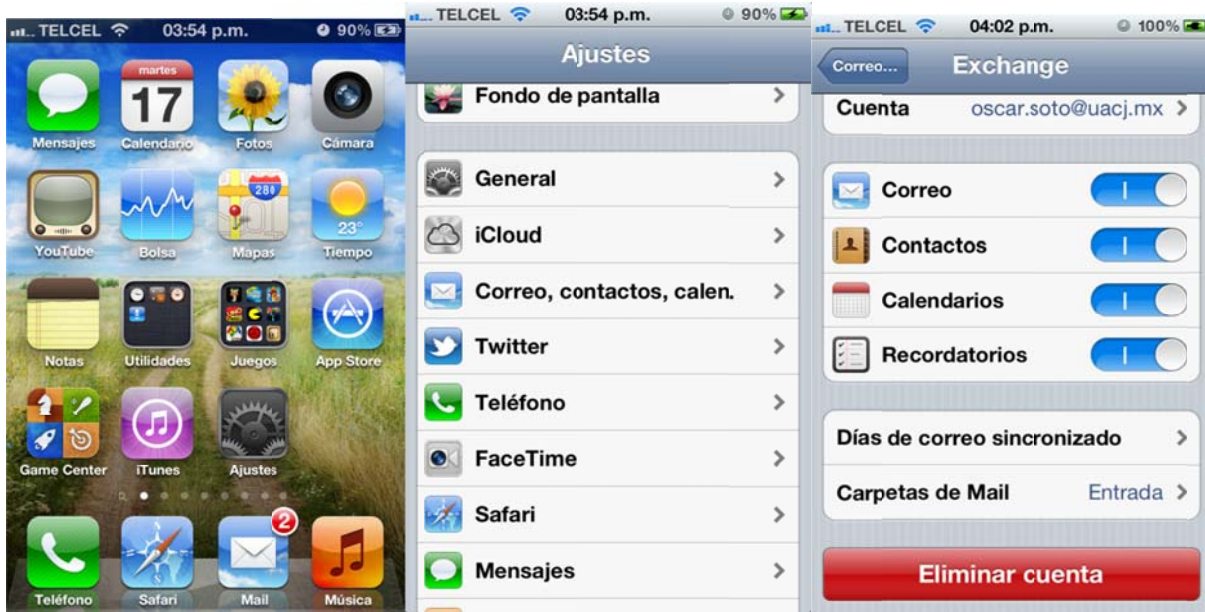 TELCEL 03:54 p.m. 90%
martes
17
Mensajes Calendario Fotos Cámara
280
23°
YouTube Bolsa Mapas Tiempo
Notas Utilidades Juegos App Store
Game Center iTunes Ajustes
2
Teléfono Safari Mail Música
TELCEL 03:54 p.m. 90%
Ajustes
Fondo de pantalla
General
iCloud
Correo, contactos, calen.
Twitter
Teléfono
FaceTime
Safari
Mensajes
TELCEL 04:02 p.m. 100%
Correo... Exchange
Cuenta oscar.soto@uacj.mx
Correo
Contactos
Calendarios
Recordatorios
Días de correo sincronizado
Carpetas de Mail Entrada
Eliminar cuenta